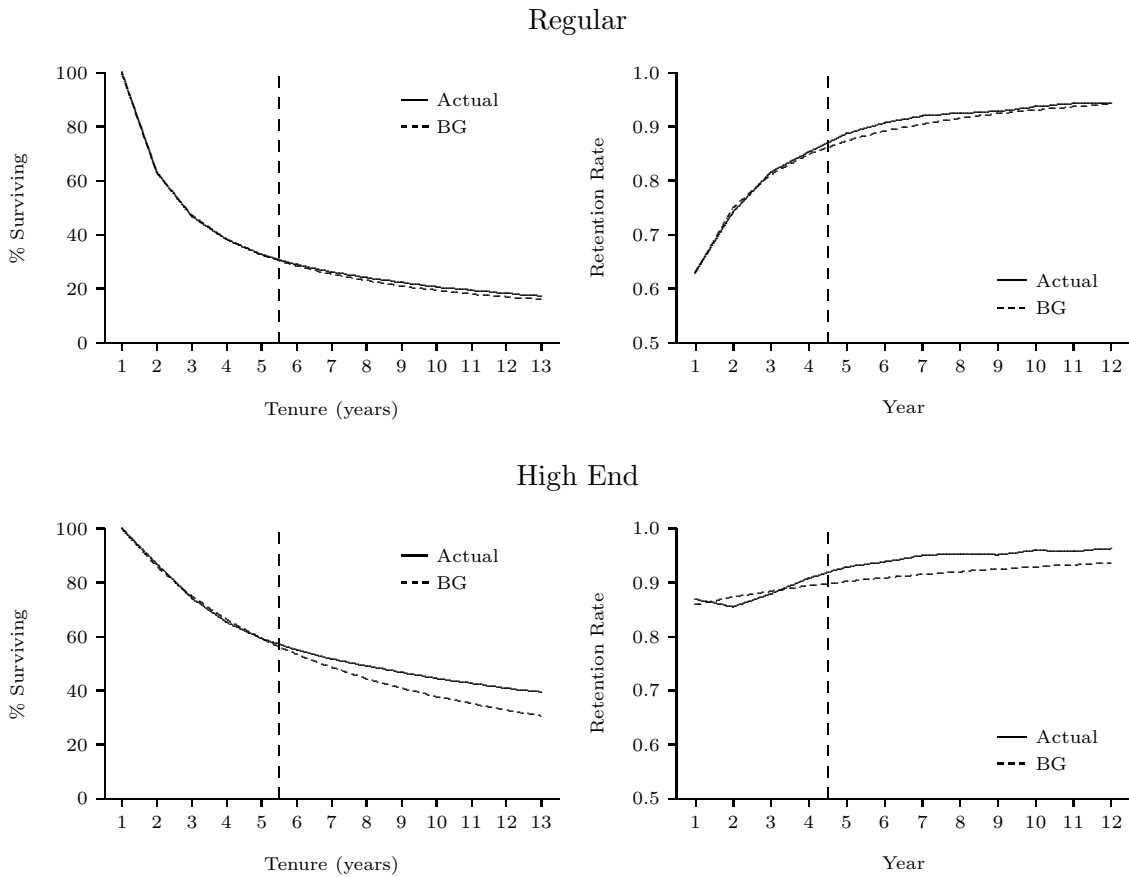 Regular
% Surviving
100
80
60
40
20
0
1 2 3 4 5 6 7 8 9 10 11 12 13
Tenure (years)
Actual
BG
Retention Rate
1.0
0.9
0.8
0.7
0.6
0.5
1 2 3 4 5 6 7 8 9 10 11 12
Year
Actual
BG
High End
% Surviving
100
80
60
40
20
0
1 2 3 4 5 6 7 8 9 10 11 12 13
Tenure (years)
Actual
BG
Retention Rate
1.0
0.9
0.8
0.7
0.6
0.5
1 2 3 4 5 6 7 8 9 10 11 12
Year
Actual
BG